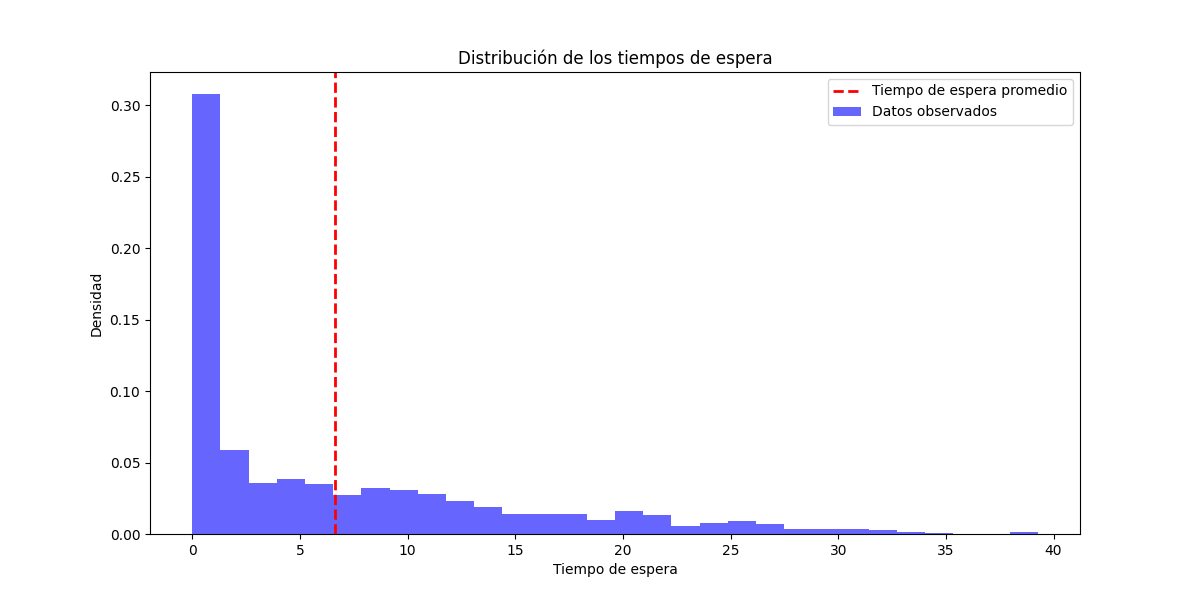 Distribución de los tiempos de espera
Tiempo de espera promedio
Datos observados
Densidad
0.30
0.25
0.20
0.15
0.10
0.05
0.00
0 5 10 15 20 25 30 35 40
Tiempo de espera